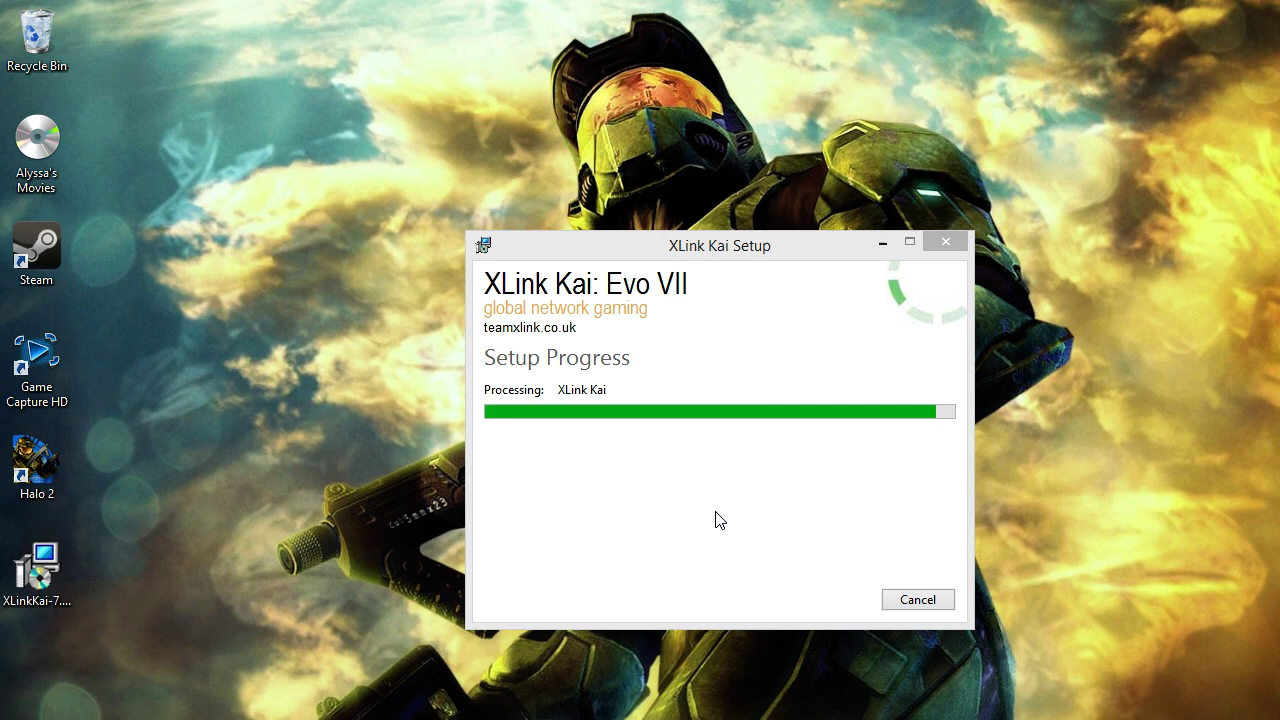 Recycle Bin
Alyssa's
Movies
Steam
Game
Capture HD
Halo 2
XLinkKai-7....
XLink Kai Setup
XLink Kai: Evo VII
global network gaming
teamxlink.co.uk
Setup Progress
Processing: XLink Kai
Cancel